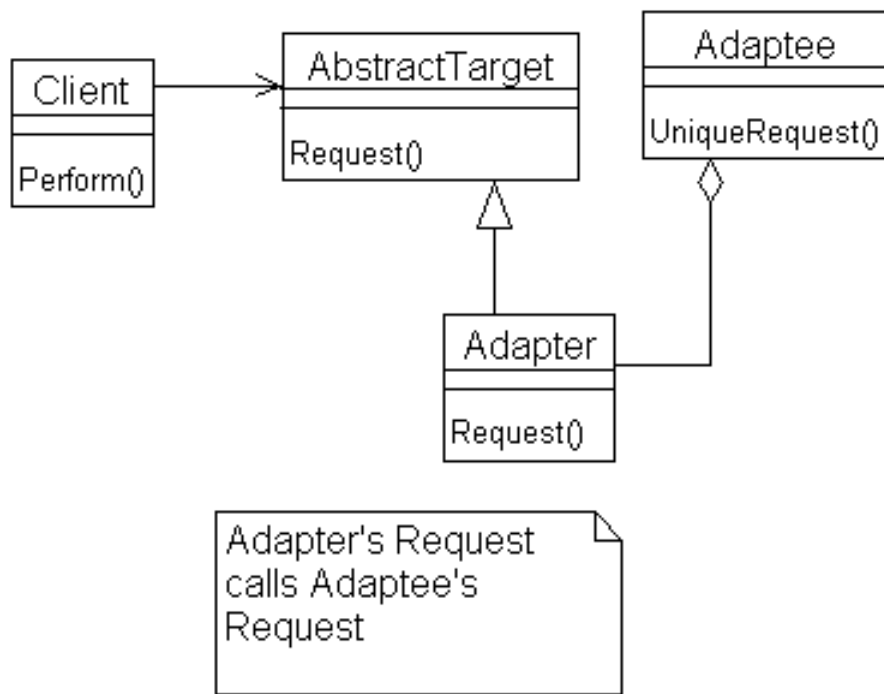 Client
Perform()
AbstractTarget
Request()
Adaptee
UniqueRequest()
Adapter
Request()
Adapter's Request
calls Adaptee's
Request